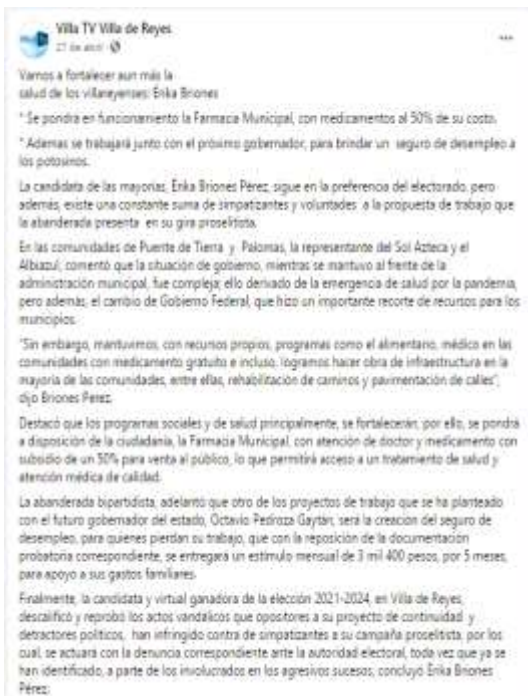 Villa TV Villa de Reyes
27 de abril
Vamos a fortalecer aun más la
salud de los villareyenses: Érika Briones
* Se pondrá en funcionamiento la Farmacia Municipal, con medicamentos al 50% de su costo.
* Ademas se trabajará junto con el próximo gobernador, para brindar un seguro de desempleo a
los potosinos.
La candidata de las mayorias, Erika Briones Pérez, sigue en la preferencia del electorado, pero
además, existe una constante suma de simpatizantes y voluntades a la propuesta de trabajo que
la abanderada presenta en su gira proselitista.
En las comunidades de Puente de Tierra y Palomas, la representante del Sol Azteca y el
Albiazul, comentó que la situación de gobierno, mientras se mantuvo al frente de la
administración municipal, fue compleja; ello derivado de la emergencia de salud por la pandemia,
pero además, el cambio de Gobierno Federal, que hizo un importante recorte de recursos para los
municipios.
"Sin embargo, mantuvimos, con recursos propios, programas como el alimentario, médico en las
comunidades con medicamento gratuito e incluso, logramos hacer obra de infraestructura en la
mayoría de las comunidades, entre ellas, rehabilitación de caminos y pavimentación de calles",
dijo Briones Perez.
Destacó que los programas sociales y de salud principalmente, se fortalecerán, por ello, se pondrá
a disposición de la ciudadania, la Farmacia Municipal, con atención de doctor y medicamento con
subsidio de un 50% para venta al público, lo que permitirá acceso a un tratamiento de salud y
atención médica de calidad.
La abanderada bipartidista, adelantó que otro de los proyectos de trabajo que se ha planteado
con el futuro gobernador del estado, Octavio Pedroza Gaytán, será la creación del seguro de
desempleo, para quienes pierdan su trabajo, que con la reposición de la documentación
probatoria correspondiente, se entregará un estímulo mensual de 3 mil 400 pesos, por 5 meses,
para apoyo a sus gastos familiares.
Finalmente, la candidata y virtual ganadora de la elección 2021-2024, en Villa de Reyes,
descalificó y reprobó los actos vandálicos que opositores a su proyecto de continuidad y
detractores políticos, han infringido contra de simpatizantes a su campaña proselitista, por los
cual, se actuará con la denuncia correspondiente ante la autoridad electoral, toda vez que ya se
han identificado, a parte de los involucrados en los agresivos sucesos, concluyó Érika Briones
Pérez.